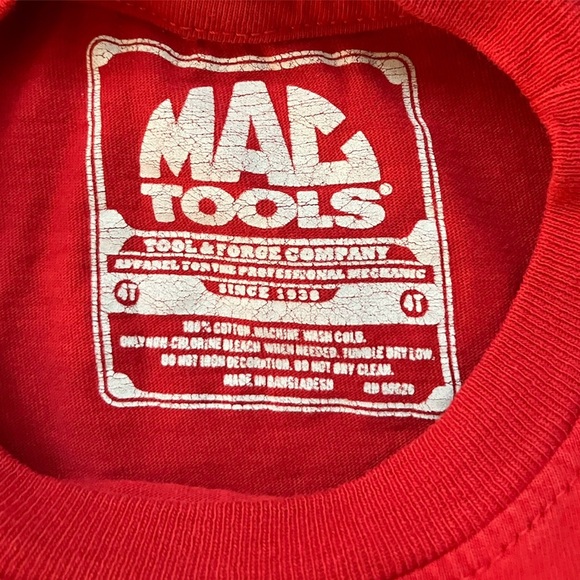 MAC
TOOLS®
TOOL & FORGE COMPANY
APPAREL FOR THE PROFESSIONAL MECHANIC
SINCE 1938
4T 4T
100% COTTON. MACHINE WASH COLD.
ONLY NON-CHLORINE BLEACH WHEN NEEDED. TUMBLE DRY LOW.
DO NOT IRON DECORATION. DO NOT DRY CLEAN.
MADE IN BANGLADESH RN